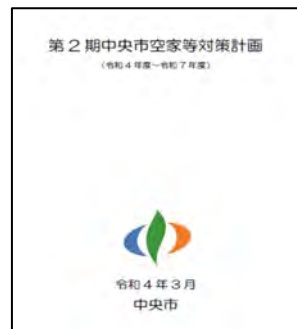 第２期中央市空家等対策計画
（令和４年度～令和７年度）
令和４年３月
中央市